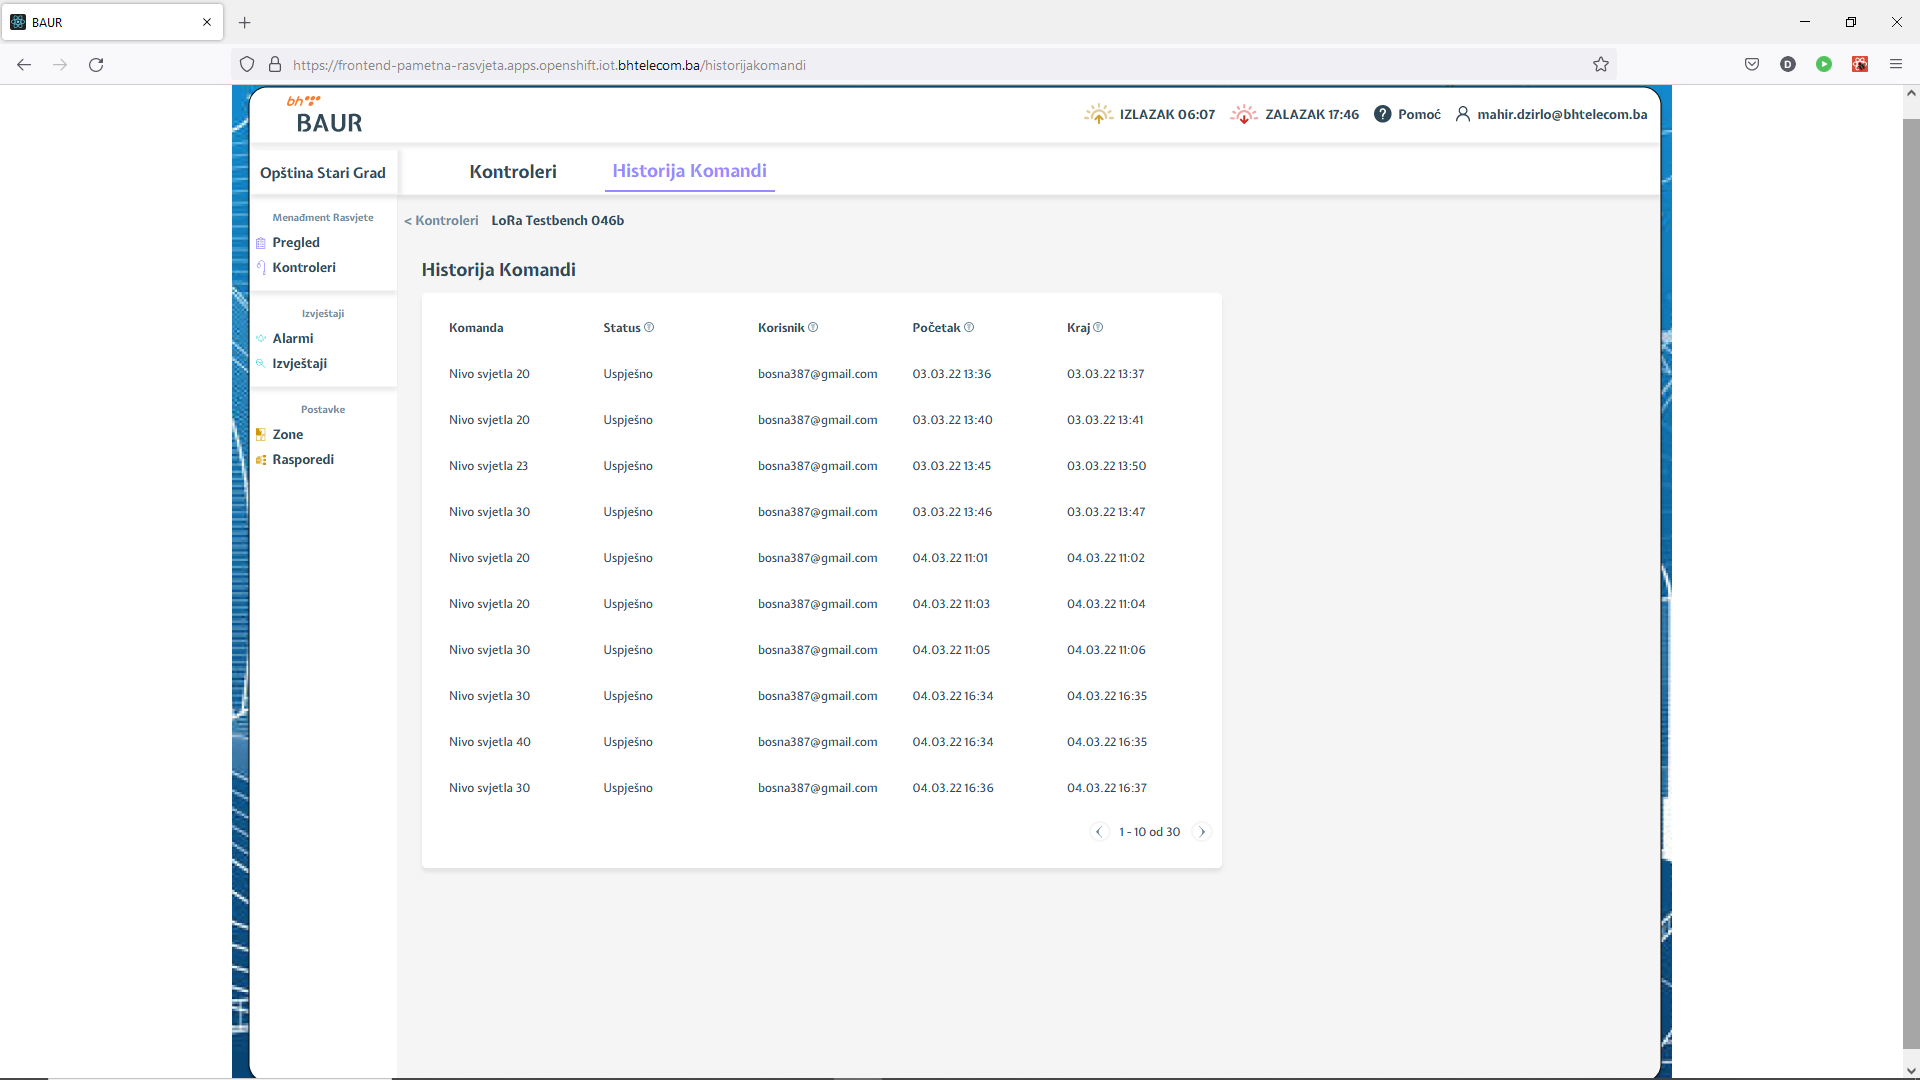 BAUR
https://frontend-pametna-rasvjeta.apps.openshift.iot.bhtelecom.ba/historijakomandi
bh
BAUR
IZLAZAK 06:07 ZALAZAK 17:46 ? Pomoć mahir.dzirlo@bhtelecom.ba
Opština Stari Grad Kontroleri Historija Komandi
Menađment Rasvjete
Pregled
Kontroleri
Izvještaji
Alarmi
Izvještaji
Postavke
Zone
Rasporedi
< Kontroleri LoRa Testbench 046b
Historija Komandi
Komanda Status ? Korisnik ? Početak ? Kraj ?
Nivo svjetla 20 Uspješno bosna387@gmail.com 03.03.22 13:36 03.03.22 13:37
Nivo svjetla 20 Uspješno bosna387@gmail.com 03.03.22 13:40 03.03.22 13:41
Nivo svjetla 23 Uspješno bosna387@gmail.com 03.03.22 13:45 03.03.22 13:50
Nivo svjetla 30 Uspješno bosna387@gmail.com 03.03.22 13:46 03.03.22 13:47
Nivo svjetla 20 Uspješno bosna387@gmail.com 04.03.22 11:01 04.03.22 11:02
Nivo svjetla 20 Uspješno bosna387@gmail.com 04.03.22 11:03 04.03.22 11:04
Nivo svjetla 30 Uspješno bosna387@gmail.com 04.03.22 11:05 04.03.22 11:06
Nivo svjetla 30 Uspješno bosna387@gmail.com 04.03.22 16:34 04.03.22 16:35
Nivo svjetla 40 Uspješno bosna387@gmail.com 04.03.22 16:34 04.03.22 16:35
Nivo svjetla 30 Uspješno bosna387@gmail.com 04.03.22 16:36 04.03.22 16:37
1 - 10 od 30